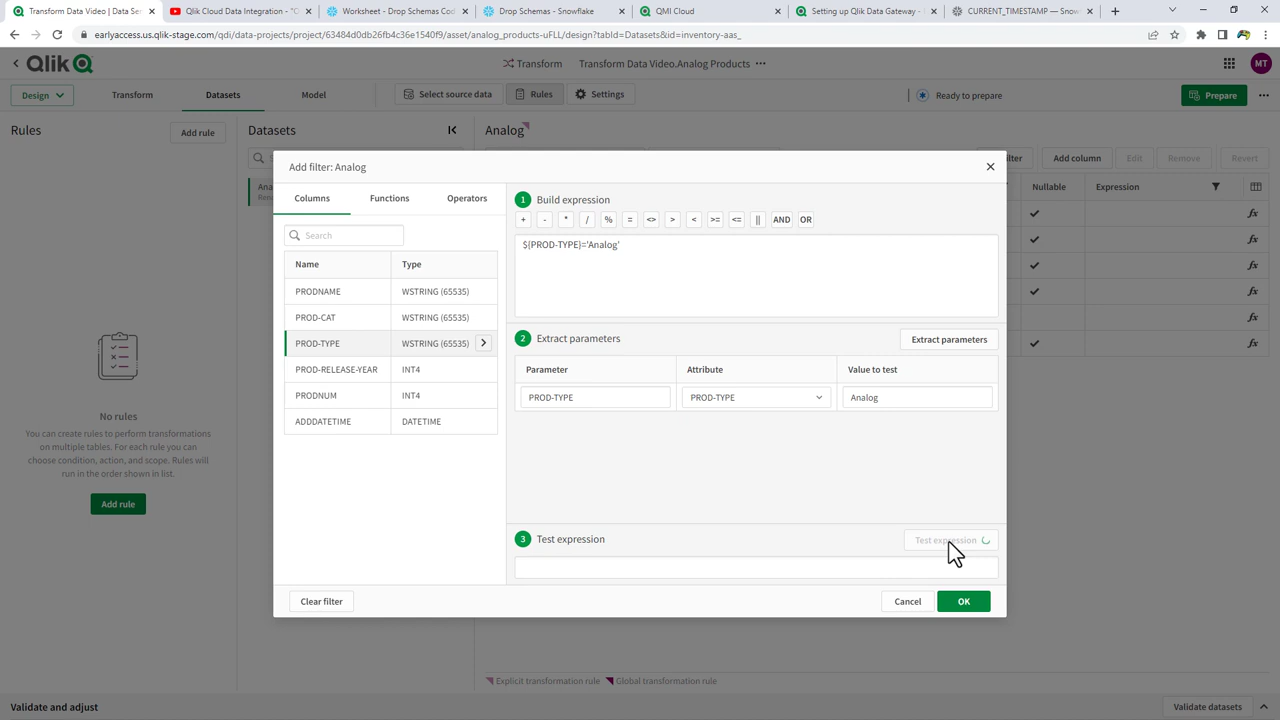 Transform Data Video | Data Ser
Qlik Cloud Data Integration - "C
Worksheet - Drop Schemas Cod
Drop Schemas - Snowflake
QMI Cloud
Setting up Qlik Data Gateway -
CURRENT_TIMESTAMP — Snow
earlyaccess.us.qlik-stage.com/qdi/data-projects/project/63484d0db26fb4c36e1540f9/asset/analog_products-uFLL/design?tabId=Datasets&id=inventory-aas_
Qlik
Transform
Transform Data Video.Analog Products
MT
Design
Transform
Datasets
Model
Select source data
Rules
Settings
Ready to prepare
Prepare
Rules
Add rule
Datasets
Analog
Add filter: Analog
Columns
Functions
Operators
Search
Name Type
PRODNAME WSTRING (65535)
PROD-CAT WSTRING (65535)
PROD-TYPE WSTRING (65535)
PROD-RELEASE-YEAR INT4
PRODNUM INT4
ADDDATETIME DATETIME
1 Build expression
+ - * / % = <> > < >= <= || AND OR
${PROD-TYPE}='Analog'
2 Extract parameters
Extract parameters
Parameter Attribute Value to test
PROD-TYPE PROD-TYPE Analog
3 Test expression
Test expression
Clear filter
Cancel
OK
Add column
Edit
Remove
Revert
Nullable
Expression
fx
fx
fx
fx
fx
fx
No rules
You can create rules to perform transformations
on multiple tables. For each rule you can
choose condition, action, and scope. Rules will
run in the order shown in list.
Add rule
Explicit transformation rule
Global transformation rule
Validate and adjust
Validate datasets